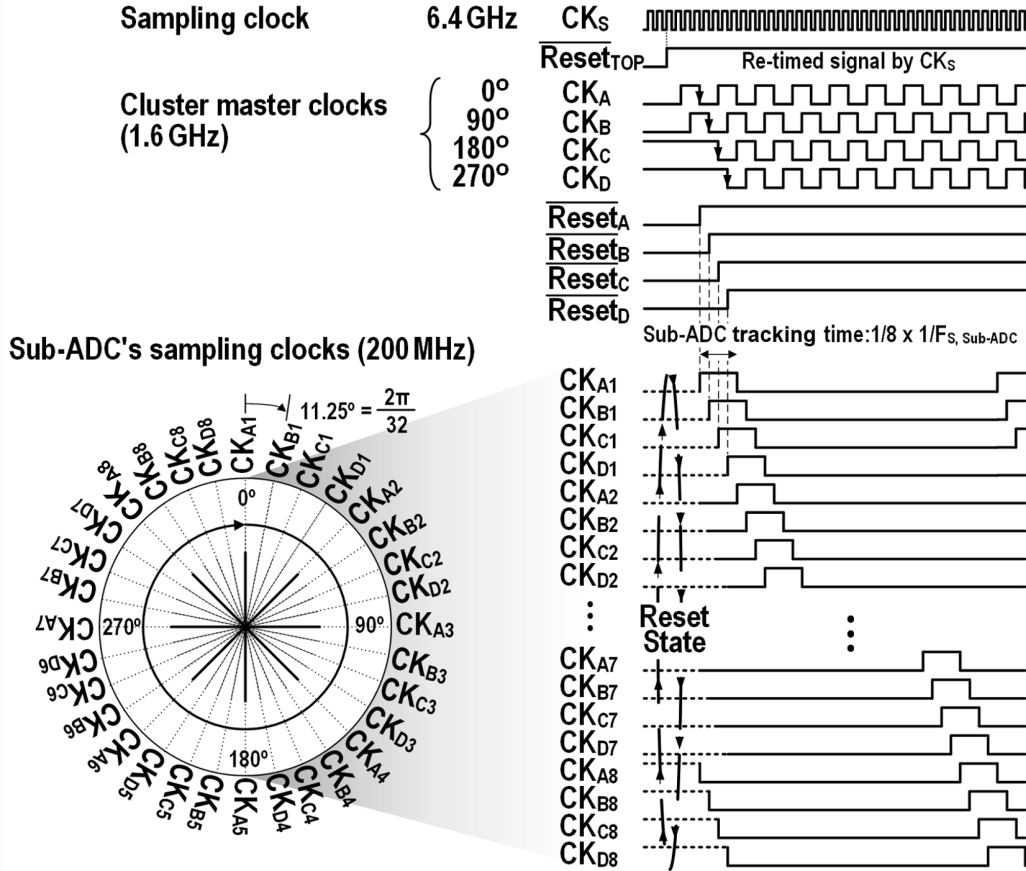 Sampling clock 6.4 GHz CKS
ResetTOP Re-timed signal by CKS
Cluster master clocks
(1.6 GHz)
0º CKA
90º CKB
180º CKC
270º CKD
ResetA
ResetB
ResetC
ResetD
Sub-ADC tracking time:1/8 x 1/FS, Sub-ADC
Sub-ADC's sampling clocks (200 MHz)
11.25º = 2π
32
CKA1
CKB1
CKC1
CKD1
CKA2
CKB2
CKC2
CKD2
CKA3
CKB3
CKC3
CKD3
CKA4
CKB4
CKC4
CKD4
CKA5
CKB5
CKC5
CKD5
CKA6
CKB6
CKC6
CKD6
CKA7
CKB7
CKC7
CKD7
CKA8
CKB8
CKC8
CKD8
0º
90º
180º
270º
CKA1
CKB1
CKC1
CKD1
CKA2
CKB2
CKC2
CKD2
Reset
State
CKA7
CKB7
CKC7
CKD7
CKA8
CKB8
CKC8
CKD8